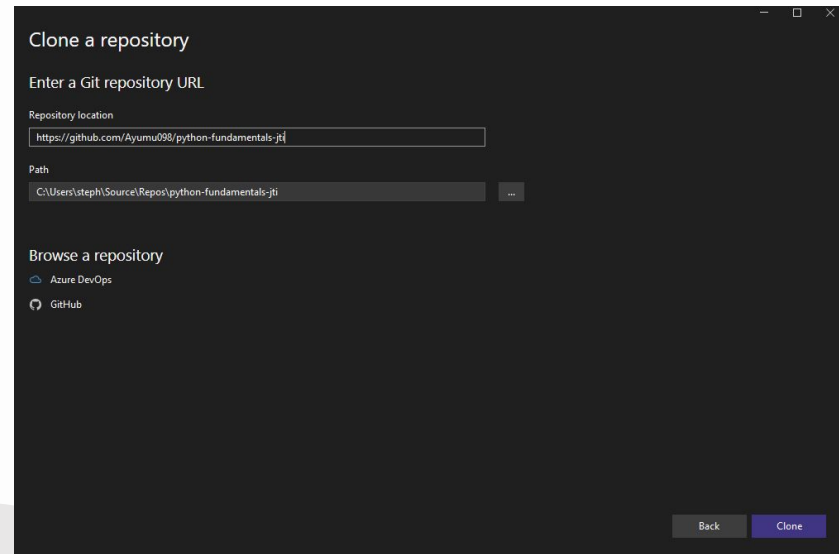 Clone a repository
Enter a Git repository URL
Repository location
https://github.com/Ayumu098/python-fundamentals-jti
Path
C:\Users\steph\Source\Repos\python-fundamentals-jti
...
Browse a repository
Azure DevOps
GitHub
Back Clone